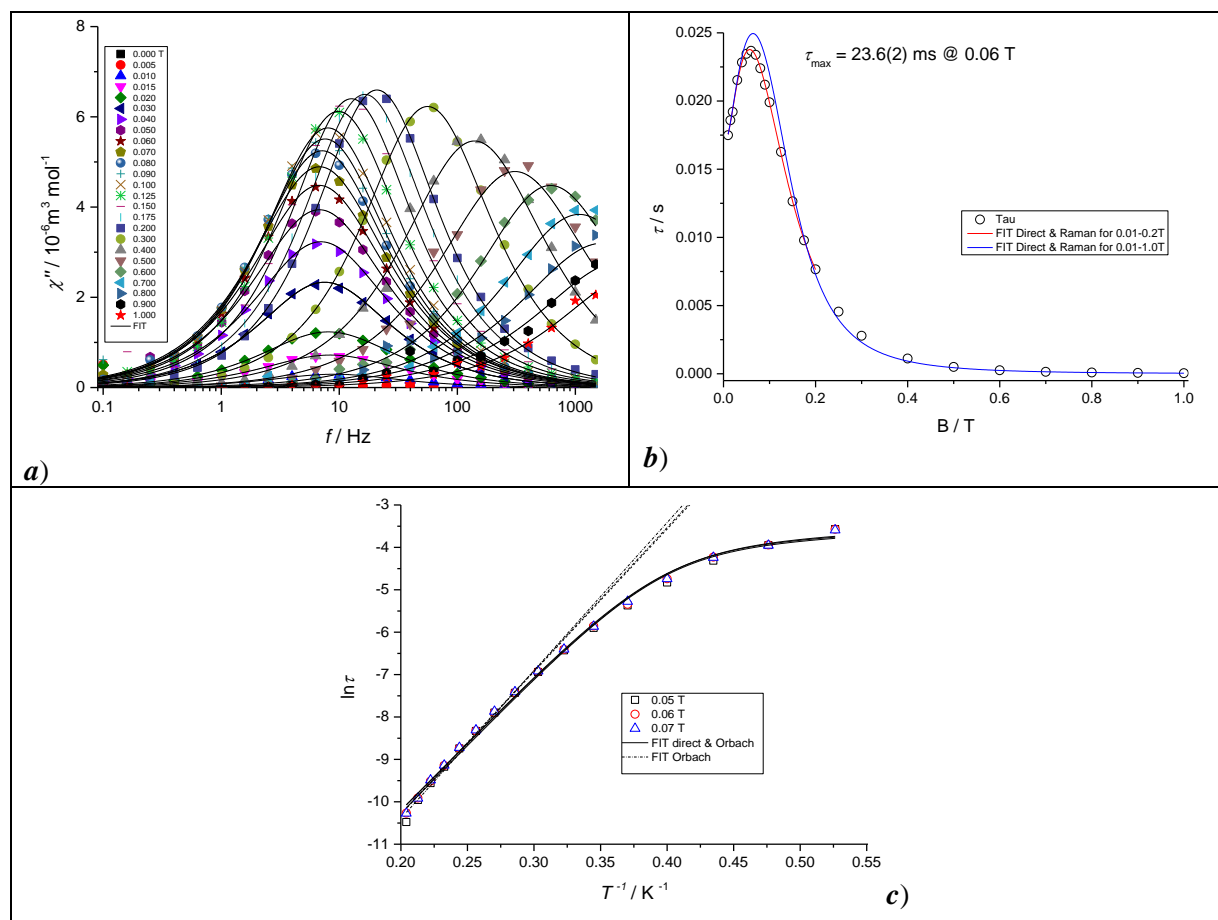 χ'' / 10⁻⁶ m³ mol⁻¹
6
4
2
0
0.000 T
0.005
0.010
0.015
0.020
0.030
0.040
0.050
0.060
0.070
0.080
0.090
0.100
0.125
0.150
0.175
0.200
0.300
0.400
0.500
0.600
0.700
0.800
0.900
1.000
FIT
0.1 1 10 100 1000
f / Hz
a)
τ / s
0.025
0.020
0.015
0.010
0.005
0.000
τmax = 23.6(2) ms @ 0.06 T
Tau
FIT Direct & Raman for 0.01-0.2T
FIT Direct & Raman for 0.01-1.0T
0.0 0.2 0.4 0.6 0.8 1.0
B / T
b)
lnτ
-3
-4
-5
-6
-7
-8
-9
-10
-11
0.05 T
0.06 T
0.07 T
FIT direct & Orbach
FIT Orbach
0.20 0.25 0.30 0.35 0.40 0.45 0.50 0.55
T⁻¹ / K⁻¹
c)